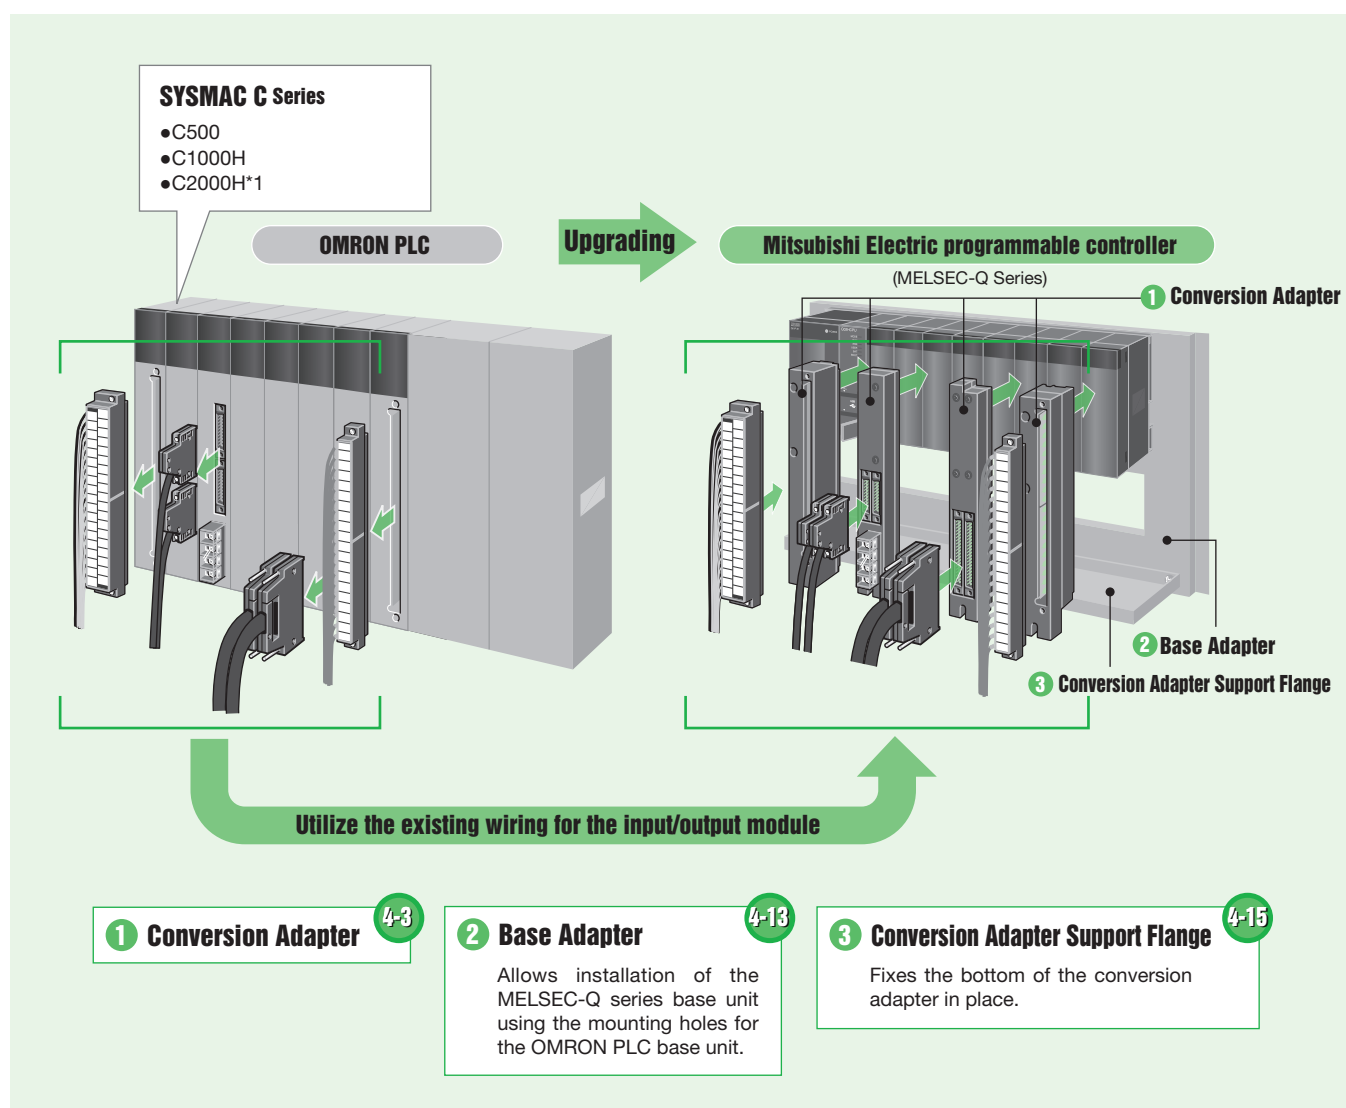 SYSMAC C Series
●C500
●C1000H
●C2000H*1
OMRON PLC
Upgrading
Mitsubishi Electric programmable controller
(MELSEC-Q Series)
1 Conversion Adapter
2 Base Adapter
3 Conversion Adapter Support Flange
Utilize the existing wiring for the input/output module
1 Conversion Adapter
4-3
2 Base Adapter
4-13
Allows installation of the
MELSEC-Q series base unit
using the mounting holes for
the OMRON PLC base unit.
3 Conversion Adapter Support Flange
4-15
Fixes the bottom of the conversion
adapter in place.